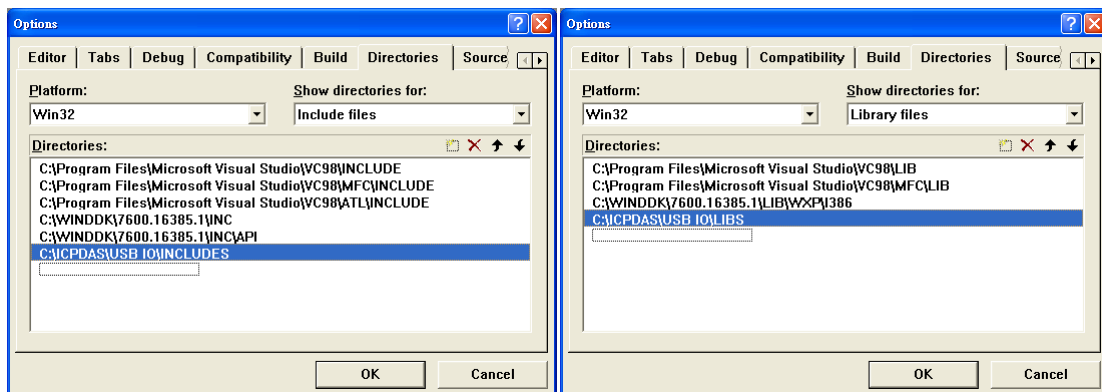 Options
Editor Tabs Debug Compatibility Build Directories Source
Platform: Show directories for:
Win32 Include files
Directories:
C:\Program Files\Microsoft Visual Studio\VC98\INCLUDE
C:\Program Files\Microsoft Visual Studio\VC98\MFC\INCLUDE
C:\Program Files\Microsoft Visual Studio\VC98\ATL\INCLUDE
C:\WINDDK\7600.16385.1\INC
C:\WINDDK\7600.16385.1\INC\API
C:\ICPDAS\USB IO\INCLUDES
OK Cancel
Options
Editor Tabs Debug Compatibility Build Directories Source
Platform: Show directories for:
Win32 Library files
Directories:
C:\Program Files\Microsoft Visual Studio\VC98\LIB
C:\Program Files\Microsoft Visual Studio\VC98\MFC\LIB
C:\WINDDK\7600.16385.1\LIB\WXP\I386
C:\ICPDAS\USB IO\LIBS
OK Cancel